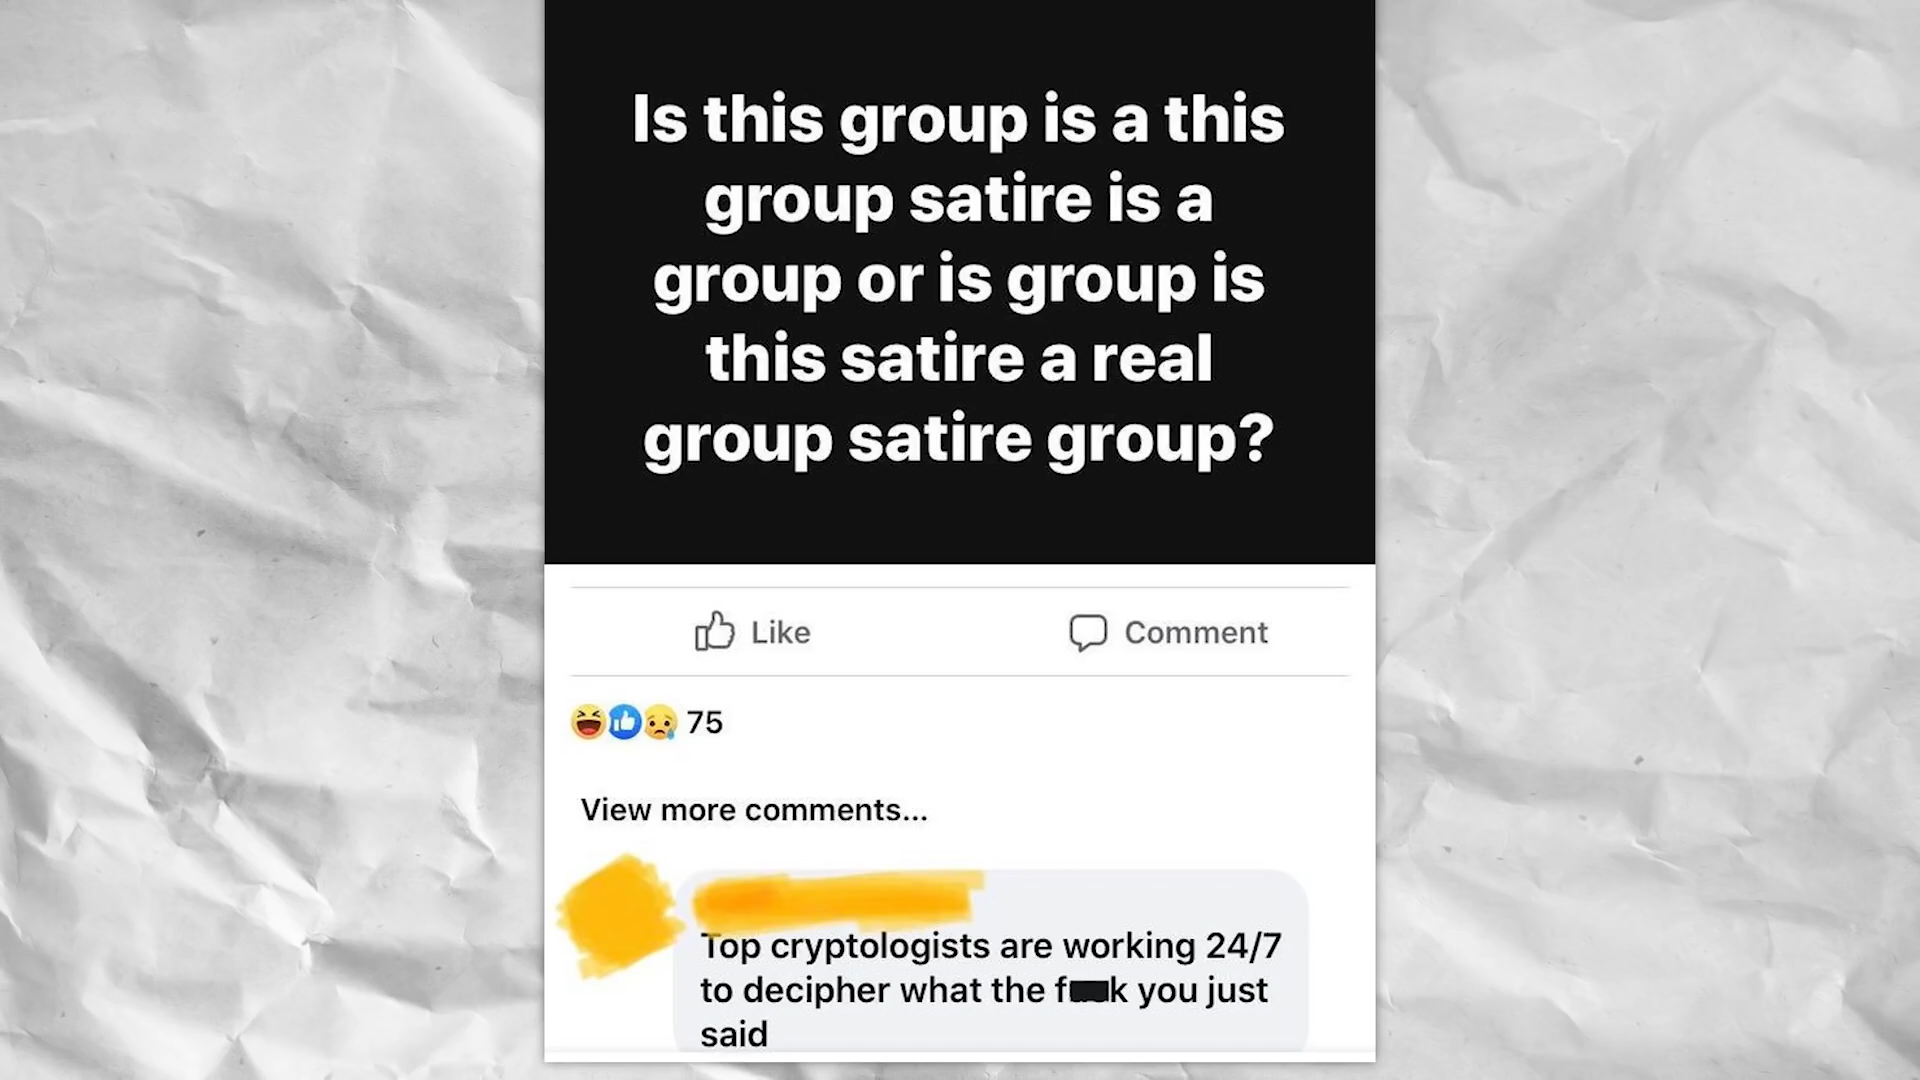 Is this group is a this
group satire is a
group or is group is
this satire a real
group satire group?
Like
Comment
75
View more comments...
Top cryptologists are working 24/7
to decipher what the f k you just
said